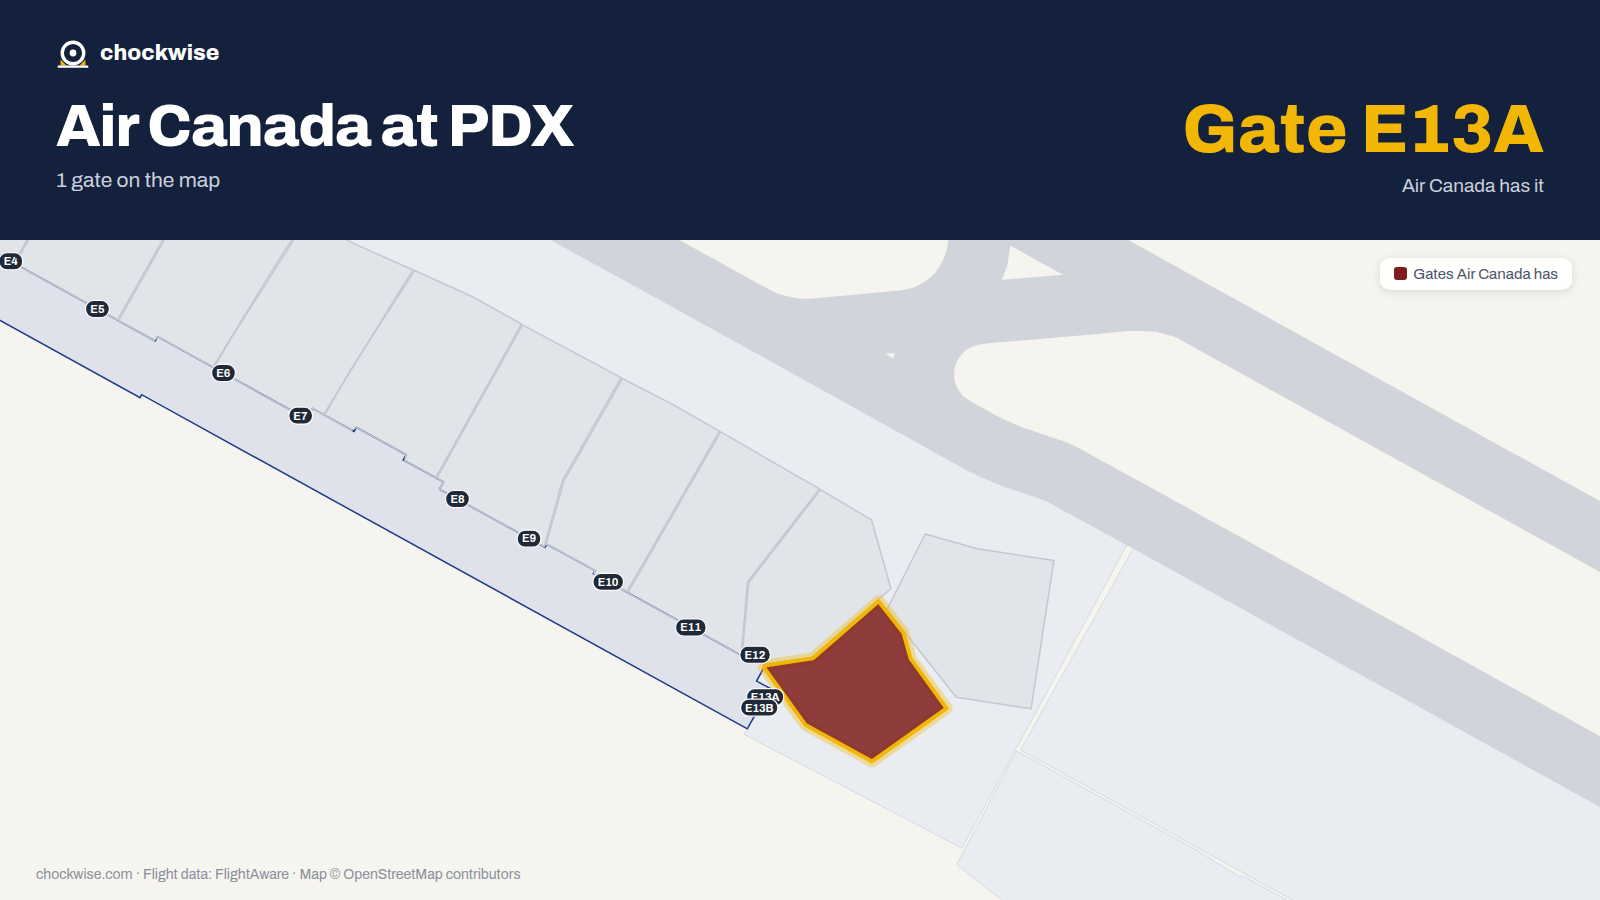 chockwise
Air Canada at PDX
1 gate on the map
Gate E13A
Air Canada has it
Gates Air Canada has
E4
E5
E6
E7
E8
E9
E10
E11
E12
E13A
E13B
chockwise.com · Flight data: FlightAware · Map © OpenStreetMap contributors